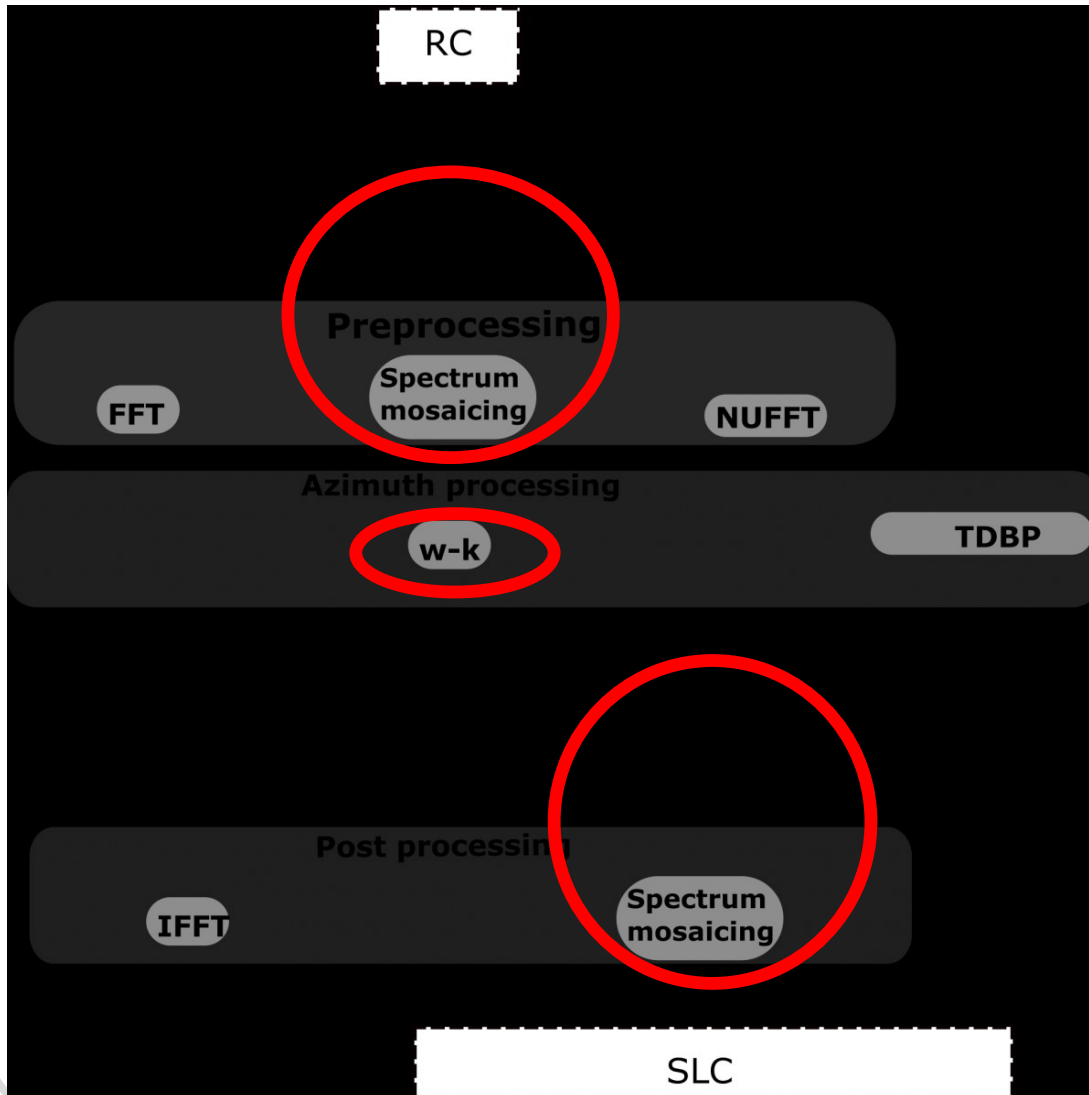 RC
Preprocessing
Spectrum
mosaicing
FFT
NUFFT
Azimuth processing
w-k
TDBP
Post processing
Spectrum
mosaicing
IFFT
SLC